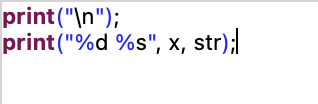 print("\n");
print("%d %s", x, str);